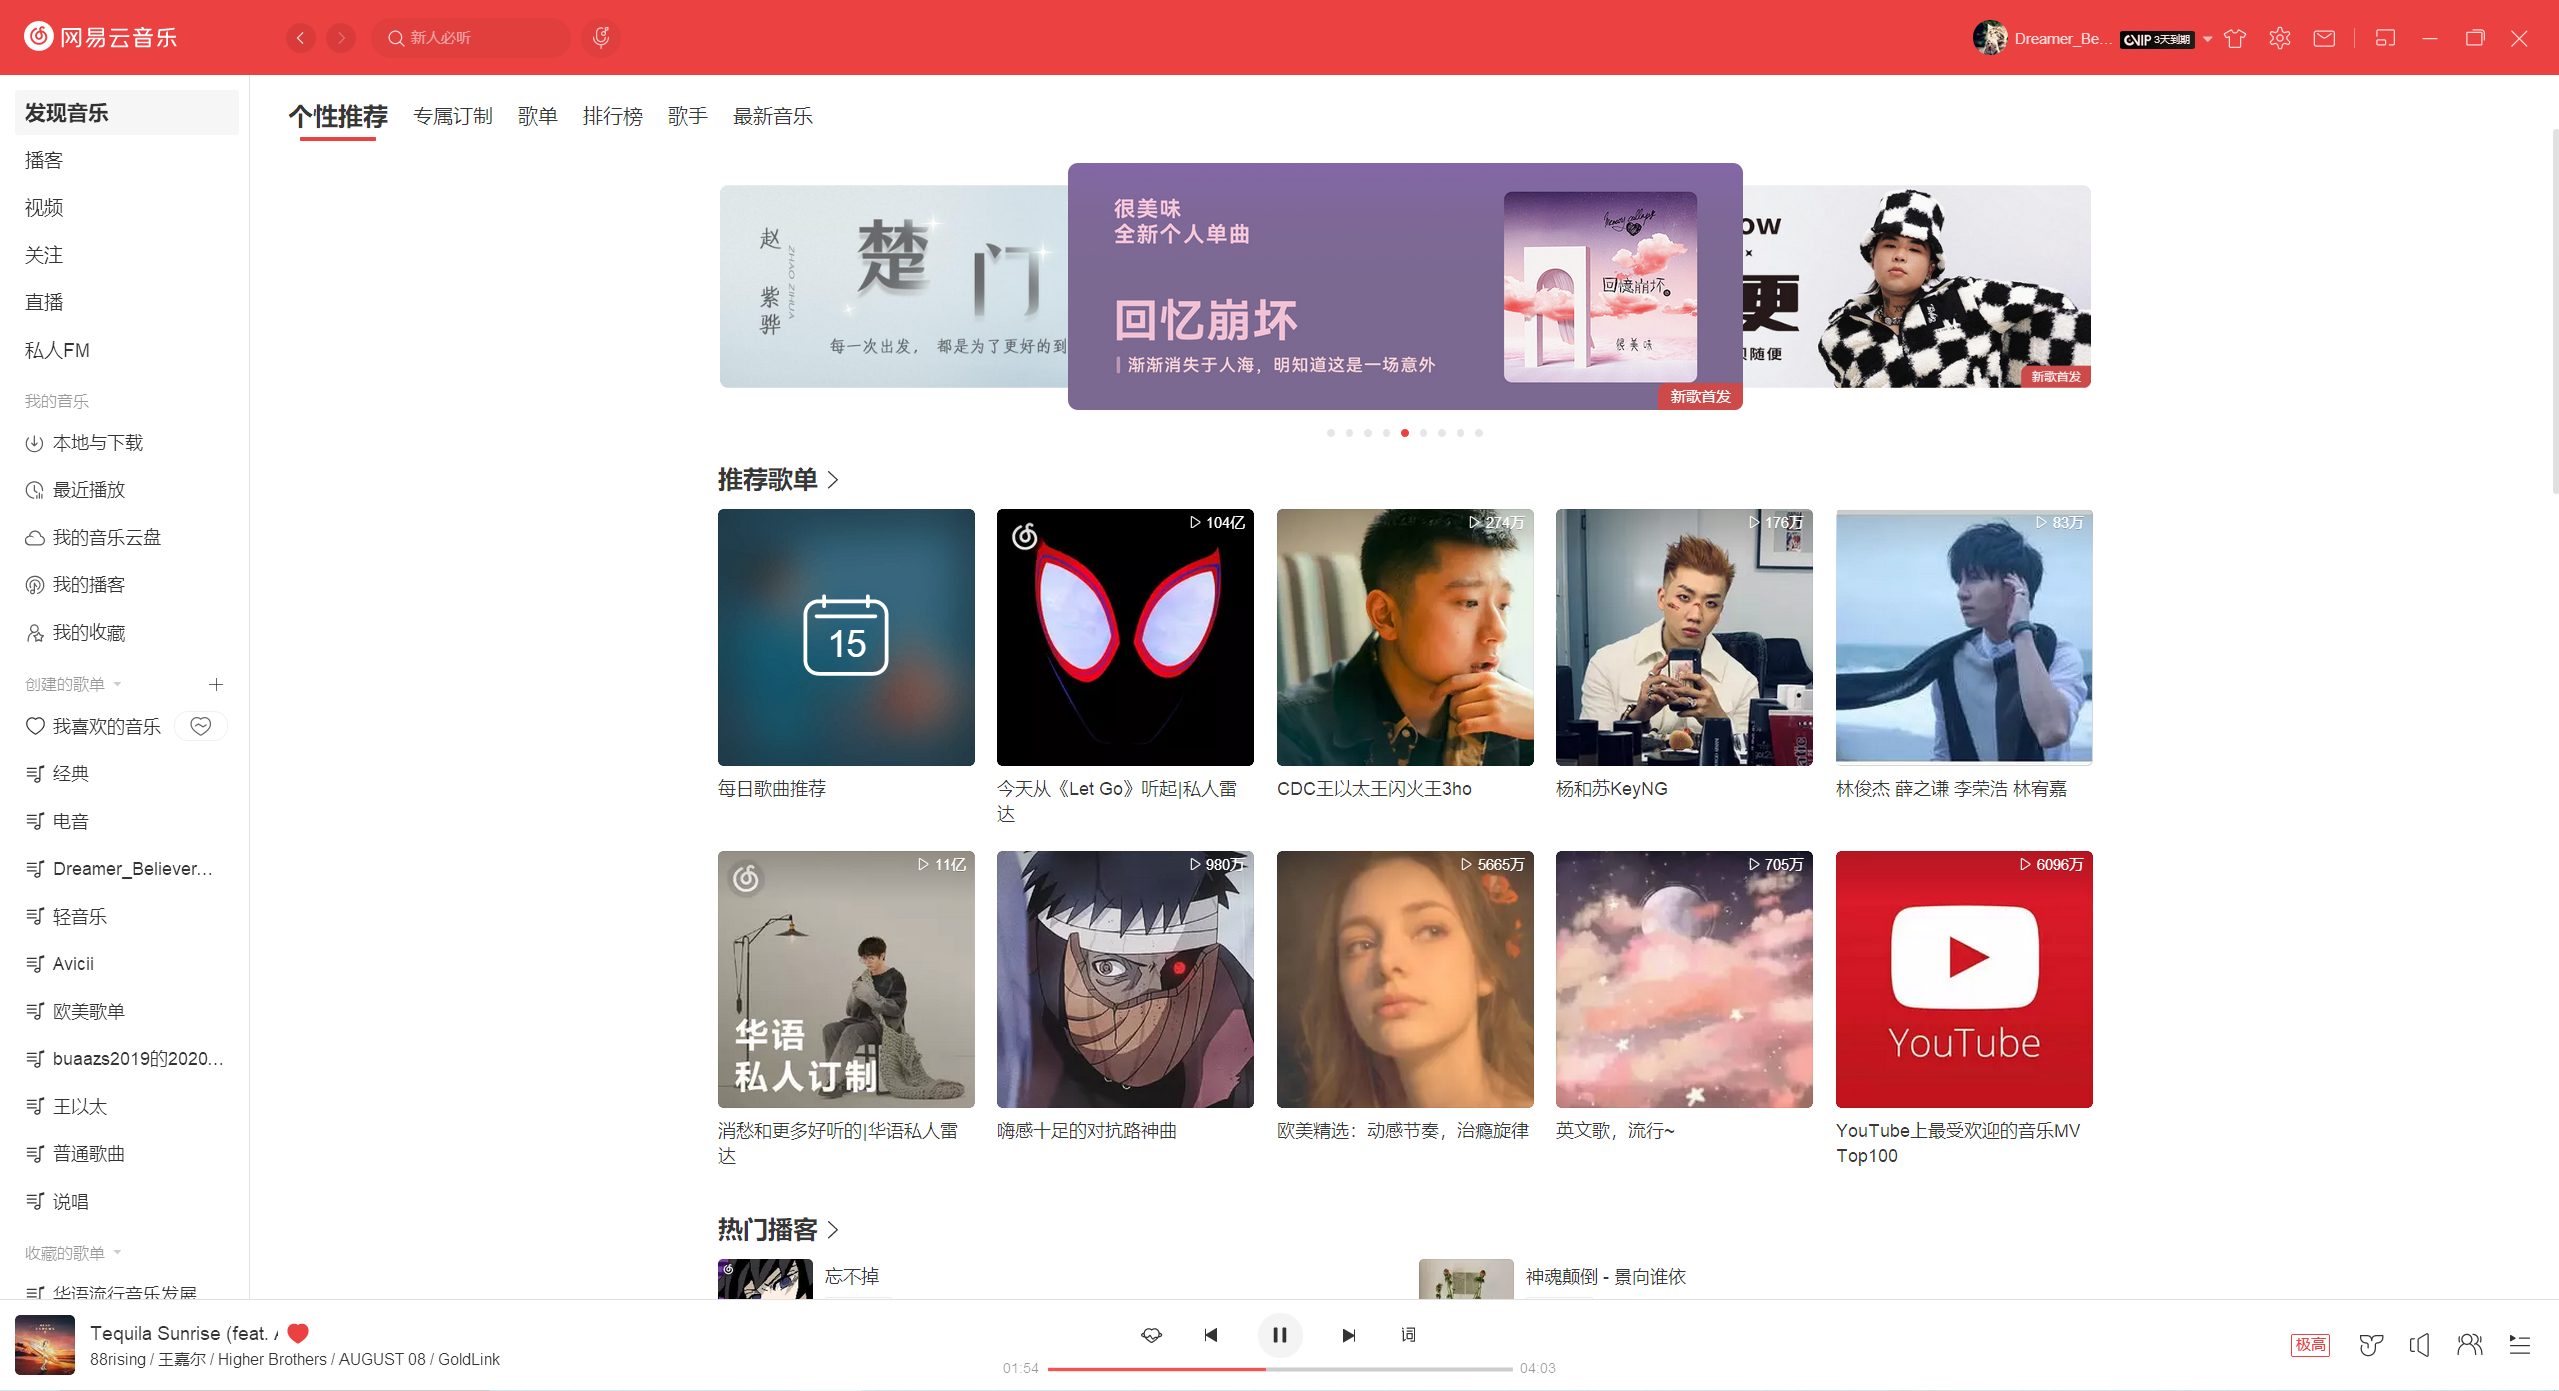 网易云音乐
新人必听
Dreamer_Be...
VIP 3天到期
发现音乐
播客
视频
关注
直播
私人FM
我的音乐
本地与下载
最近播放
我的音乐云盘
我的播客
我的收藏
创建的歌单
我喜欢的音乐
经典
电音
Dreamer_Believer...
轻音乐
Avicii
欧美歌单
buaazs2019的2020...
王以太
普通歌曲
说唱
收藏的歌单
华语流行音乐发展
个性推荐 专属订制 歌单 排行榜 歌手 最新音乐
赵紫骅
ZHAO ZIHUA
楚门
每一次出发， 都是为了更好的到
很美味
全新个人单曲
回忆崩坏
渐渐消失于人海，明知道这是一场意外
回憶崩坏
很美味
新歌首发
ow
更
随便
新歌首发
推荐歌单
15
每日歌曲推荐
104亿
今天从《Let Go》听起|私人雷
达
274万
CDC王以太王闪火王3ho
176万
杨和苏KeyNG
83万
林俊杰 薛之谦 李荣浩 林宥嘉
11亿
华语
私人订制
消愁和更多好听的|华语私人雷
达
980万
嗨感十足的对抗路神曲
5665万
欧美精选：动感节奏，治瘾旋律
705万
英文歌，流行~
6096万
YouTube
YouTube上最受欢迎的音乐MV
Top100
热门播客
忘不掉
神魂颠倒 - 景向谁依
Tequila Sunrise (feat.
88rising / 王嘉尔 / Higher Brothers / AUGUST 08 / GoldLink
词
01:54
04:03
极高